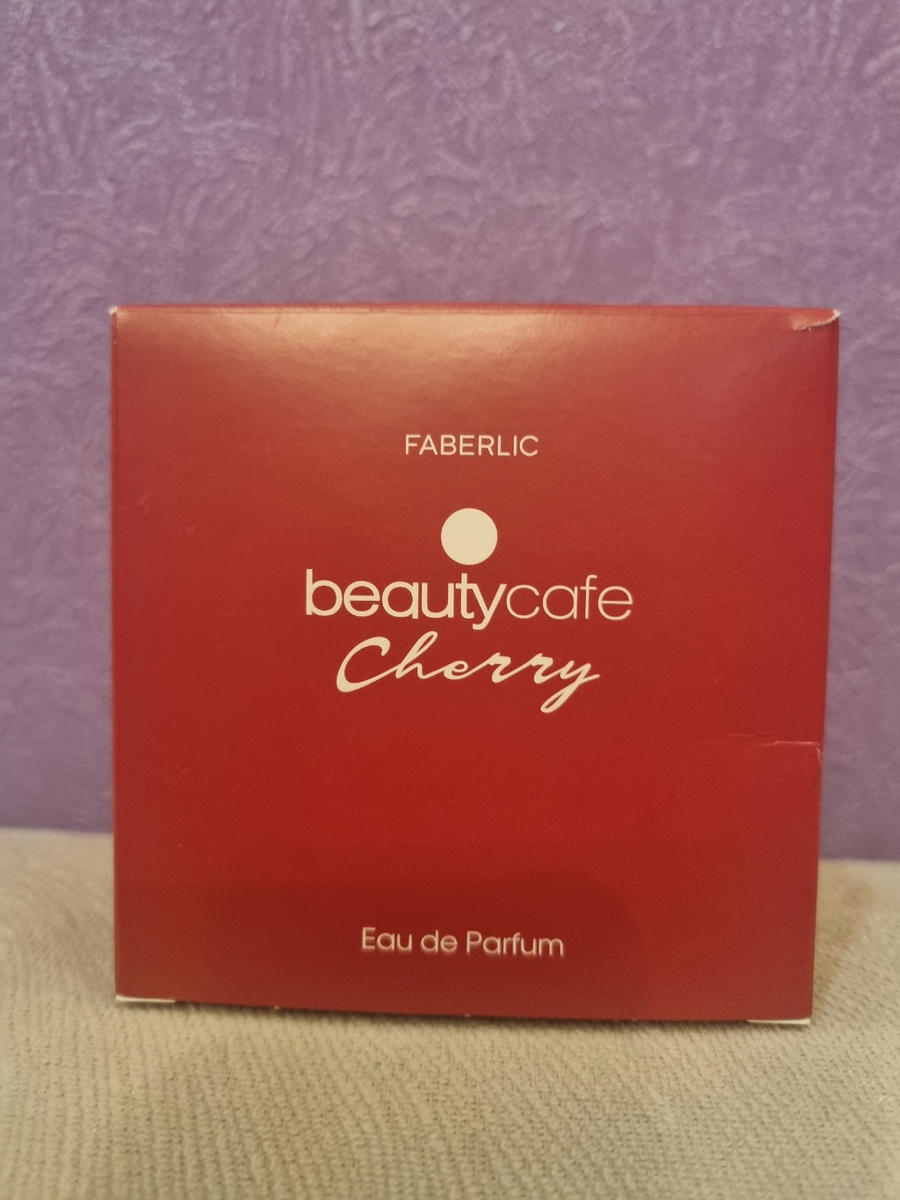 FABERLIC
beautycafe
Cherry
Eau de Parfum